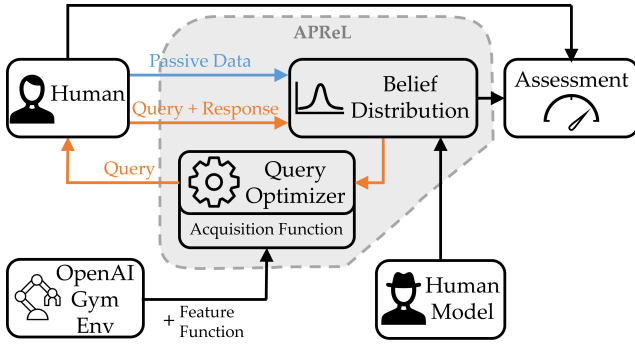 APReL
Passive Data
Human
Query + Response
Belief
Distribution
Assessment
Query
Query
Optimizer
Acquisition Function
OpenAI
Gym
Env
+ Feature
Function
Human
Model